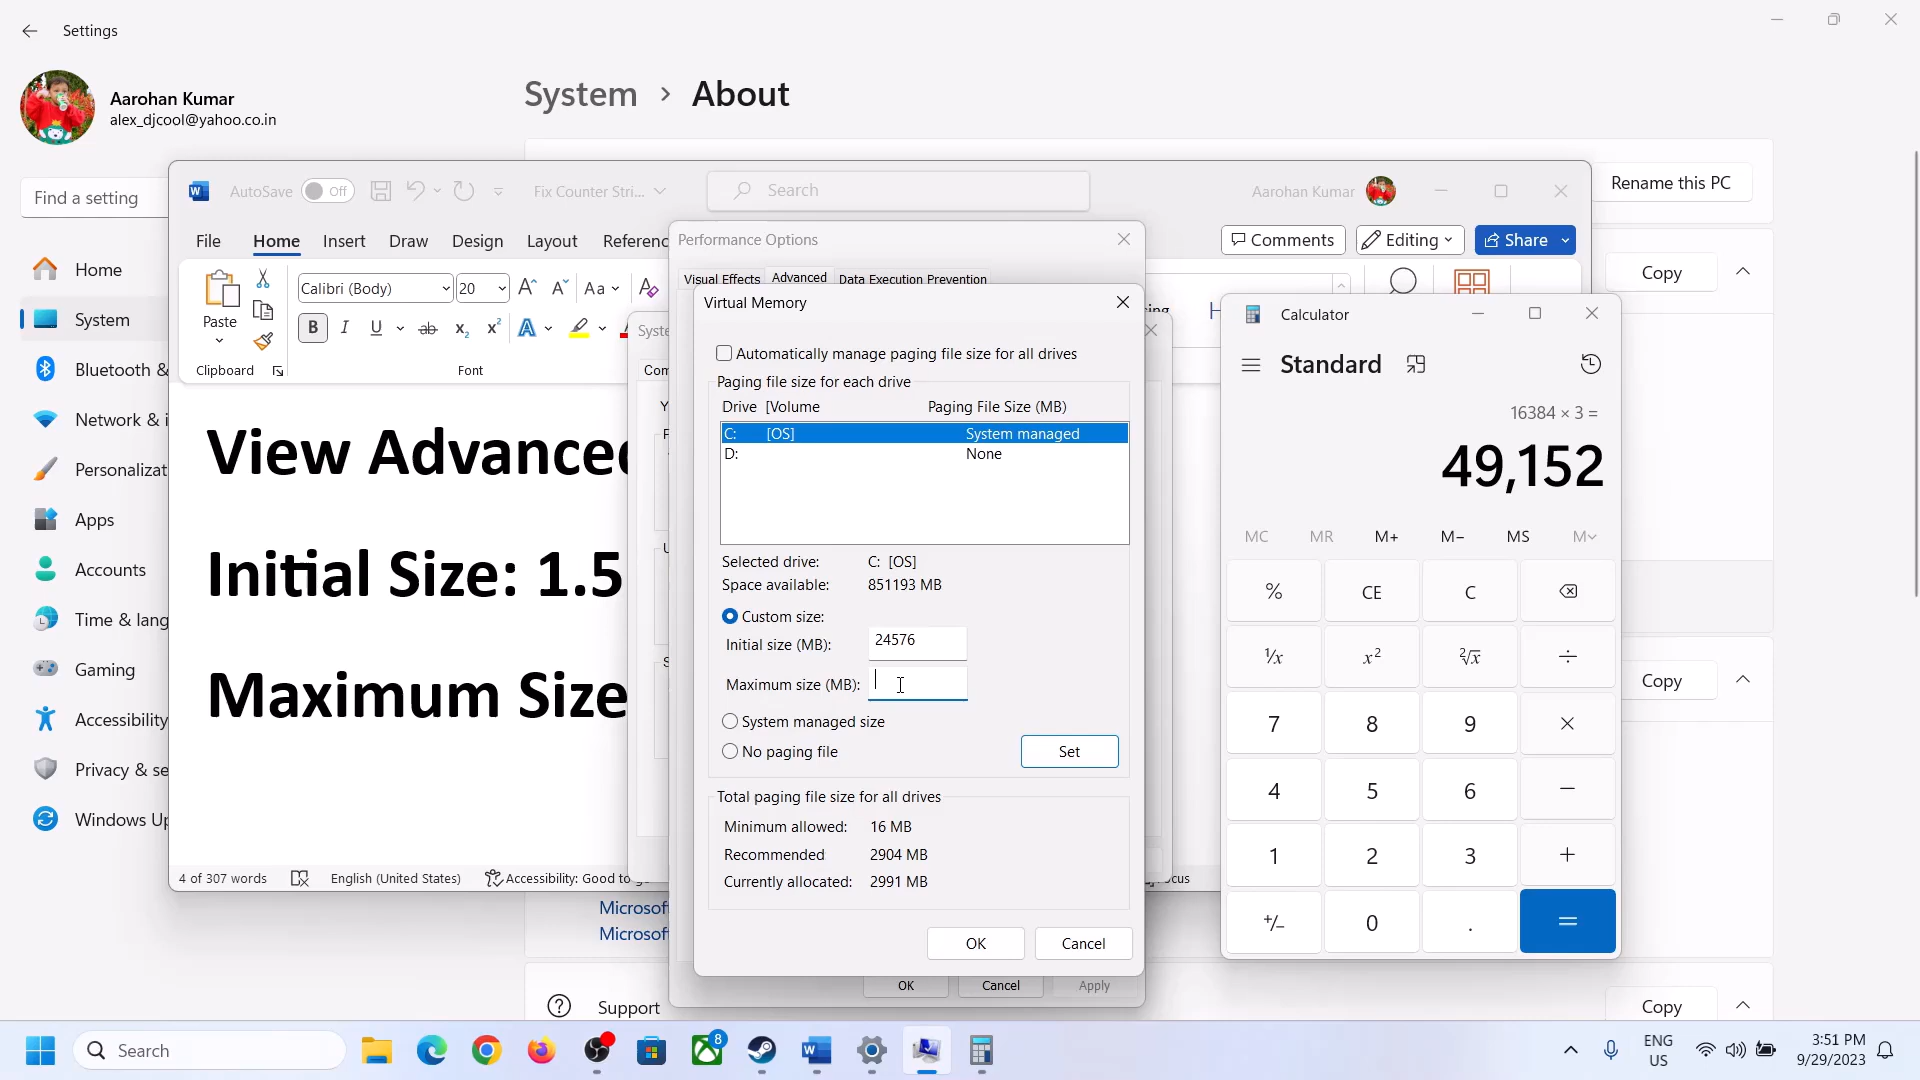 Settings
Aarohan Kumar
alex_djcool@yahoo.co.in
System > About
Find a setting
Home
System
Bluetooth &
Network & i
Personalizat
Apps
Accounts
Time & lang
Gaming
Accessibility
Privacy & se
Windows Up
Rename this PC
Copy
Copy
Copy
AutoSave Off
Fix Counter Stri...
Search
Aarohan Kumar
File Home Insert Draw Design Layout Referenc
Comments Editing Share
Paste
Calibri (Body) 20
Clipboard Font
View Advanced
Initial Size: 1.5
Maximum Size
4 of 307 words English (United States) Accessibility: Good to
Microsof
Microsof
Support
Performance Options
Visual Effects Advanced Data Execution Prevention
OK Cancel Apply
Virtual Memory
Automatically manage paging file size for all drives
Paging file size for each drive
Drive [Volume Paging File Size (MB)
C: [OS] System managed
D: None
Selected drive: C: [OS]
Space available: 851193 MB
Custom size:
Initial size (MB): 24576
Maximum size (MB):
System managed size
No paging file
Set
Total paging file size for all drives
Minimum allowed: 16 MB
Recommended 2904 MB
Currently allocated: 2991 MB
OK Cancel
Calculator
Standard
16384 × 3 =
49,152
MC MR M+ M− MS M
% CE C
¹⁄x x² ²√x ÷
7 8 9 ×
4 5 6 −
1 2 3 +
+/− 0 . =
Search
8
ENG
US
3:51 PM
9/29/2023